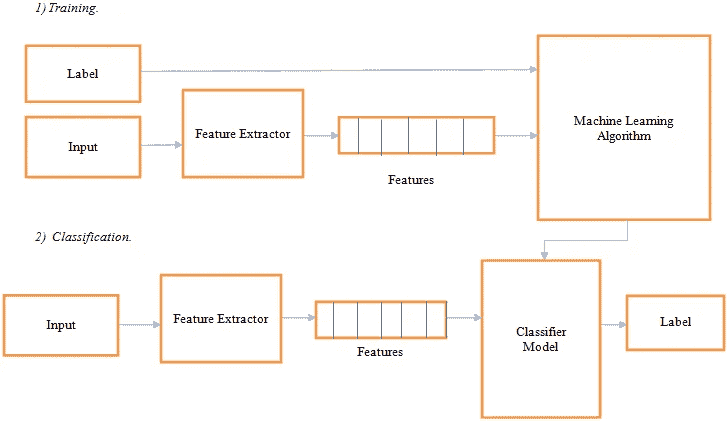 1) Training.
Label
Input
Feature Extractor
Features
Machine Learning
Algorithm
2) Classification.
Input
Feature Extractor
Features
Classifier
Model
Label